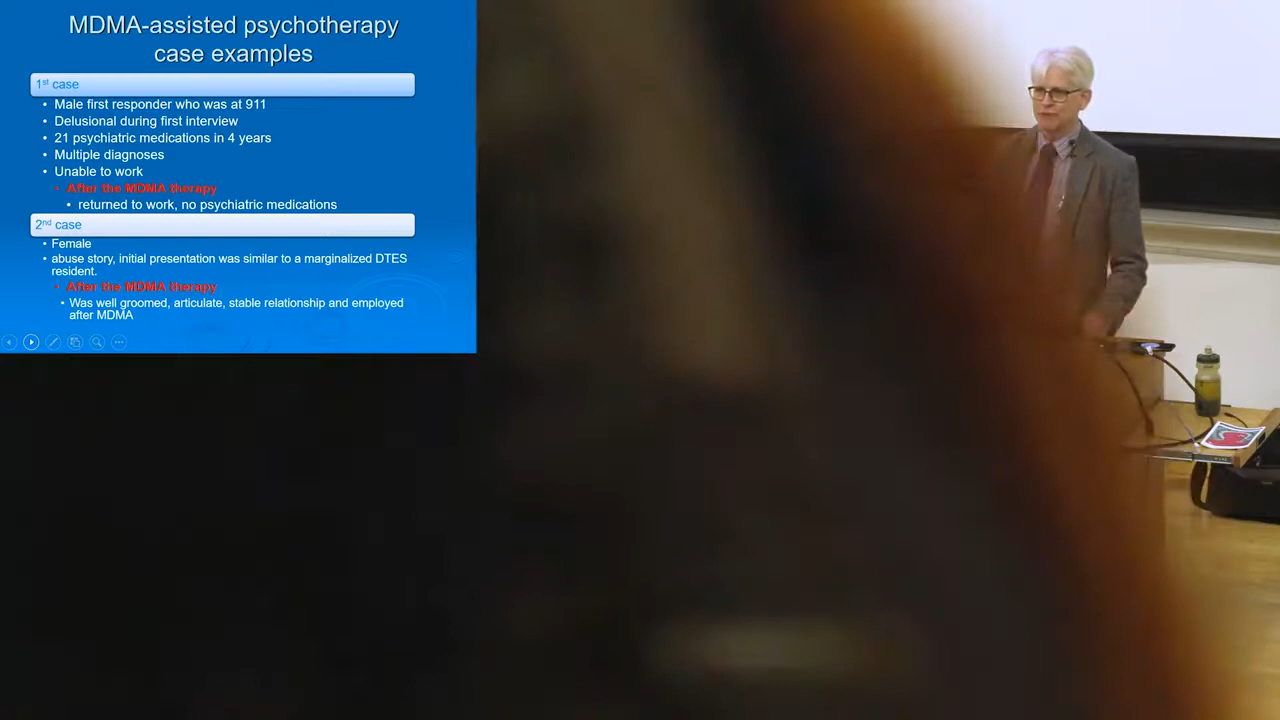 MDMA-assisted psychotherapy
case examples
1st case
• Male first responder who was at 911
• Delusional during first interview
• 21 psychiatric medications in 4 years
• Multiple diagnoses
• Unable to work
• After the MDMA therapy
• returned to work, no psychiatric medications
2nd case
• Female
• abuse story, initial presentation was similar to a marginalized DTES
resident.
• After the MDMA therapy
• Was well groomed, articulate, stable relationship and employed
after MDMA